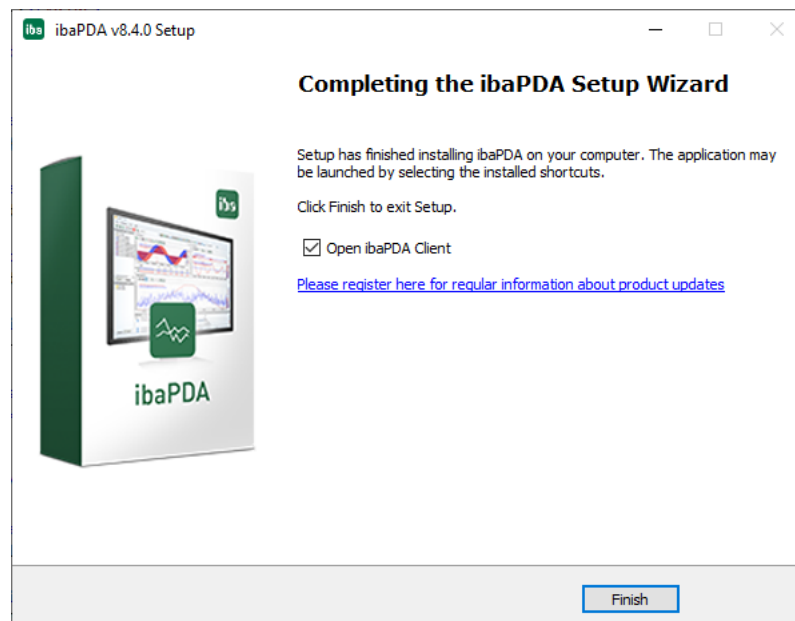 iba ibaPDA v8.4.0 Setup
Completing the ibaPDA Setup Wizard
Setup has finished installing ibaPDA on your computer. The application may
be launched by selecting the installed shortcuts.
Click Finish to exit Setup.
Open ibaPDA Client
Please register here for regular information about product updates
iba
ibaPDA
Finish